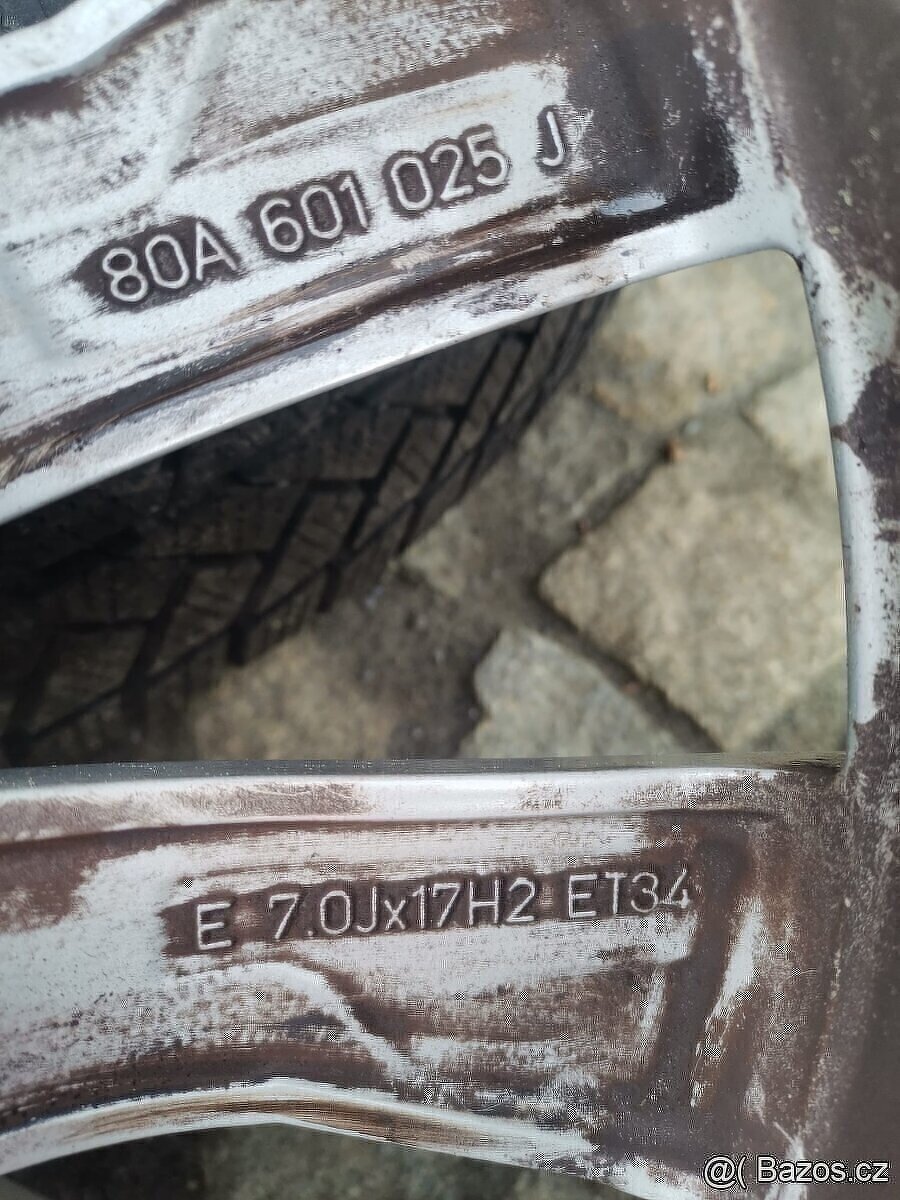 80A 601 025 J
E 7.0Jx17H2 ET34
@( Bazos.cz